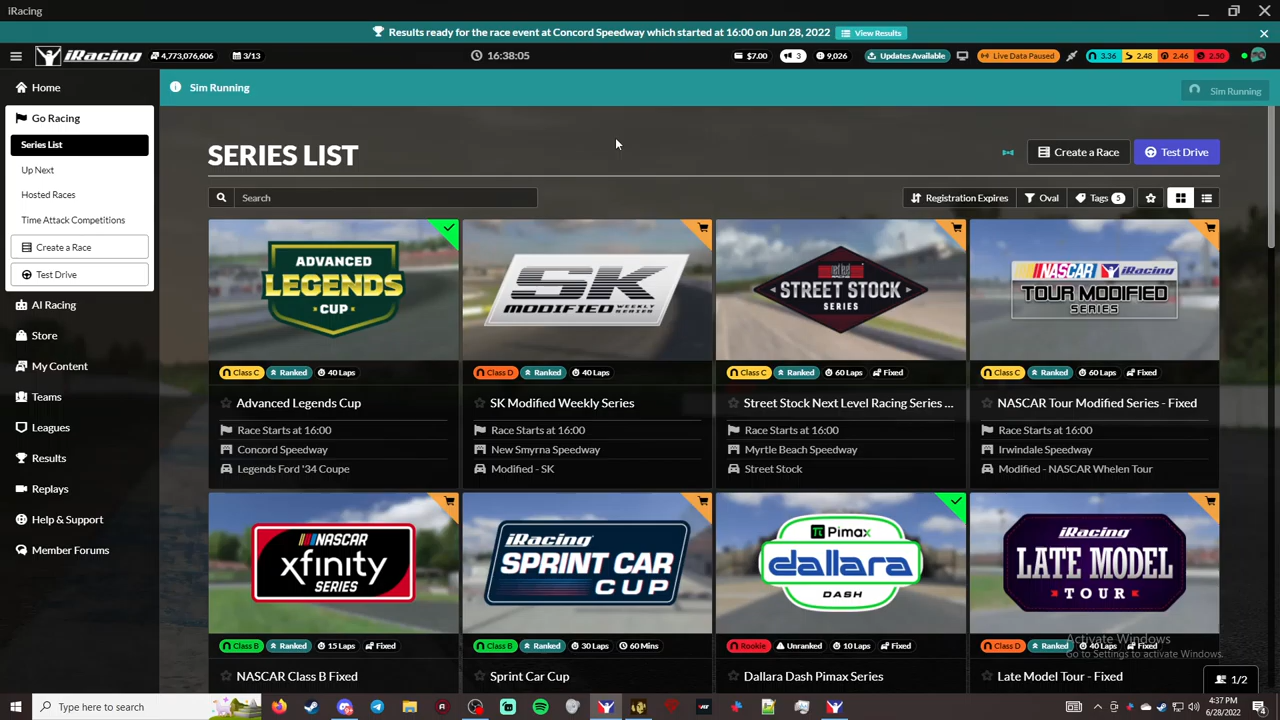 iRacing
Results ready for the race event at Concord Speedway which started at 16:00 on Jun 28, 2022 View Results
iRacing 4,773,076,606 3/13 16:38:05 $7.00 3 9,026 Updates Available Live Data Paused 3.36 2.48 2.46 2.50
Sim Running Sim Running
Home
Go Racing
Series List
Up Next
Hosted Races
Time Attack Competitions
Create a Race
Test Drive
AI Racing
Store
My Content
Teams
Leagues
Results
Replays
Help & Support
Member Forums
SERIES LIST Create a Race Test Drive
Search Registration Expires Oval Tags 5
ADVANCED
LEGENDS
CUP
Class C Ranked 40 Laps
Advanced Legends Cup
Race Starts at 16:00
Concord Speedway
Legends Ford '34 Coupe
SK
MODIFIED WEEKLY SERIES
Class D Ranked 40 Laps
SK Modified Weekly Series
Race Starts at 16:00
New Smyrna Speedway
Modified - SK
STREET STOCK
SERIES
Class C Ranked 60 Laps Fixed
Street Stock Next Level Racing Series ...
Race Starts at 16:00
Myrtle Beach Speedway
Street Stock
NASCAR iRacing
TOUR MODIFIED
SERIES
Class C Ranked 60 Laps Fixed
NASCAR Tour Modified Series - Fixed
Race Starts at 16:00
Irwindale Speedway
Modified - NASCAR Whelen Tour
NASCAR
xfinity
SERIES
Class B Ranked 15 Laps Fixed
NASCAR Class B Fixed
iRacing
SPRINT CAR
CUP
Class B Ranked 30 Laps 60 Mins
Sprint Car Cup
Pimax
dallara
DASH
Rookie Unranked 10 Laps Fixed
Dallara Dash Pimax Series
iRacing
LATE MODEL
TOUR
Class D Ranked 40 Laps Fixed
Late Model Tour - Fixed
Activate Windows
Go to Settings to activate Windows.
1/2
Type here to search
4:37 PM
6/28/2022
4